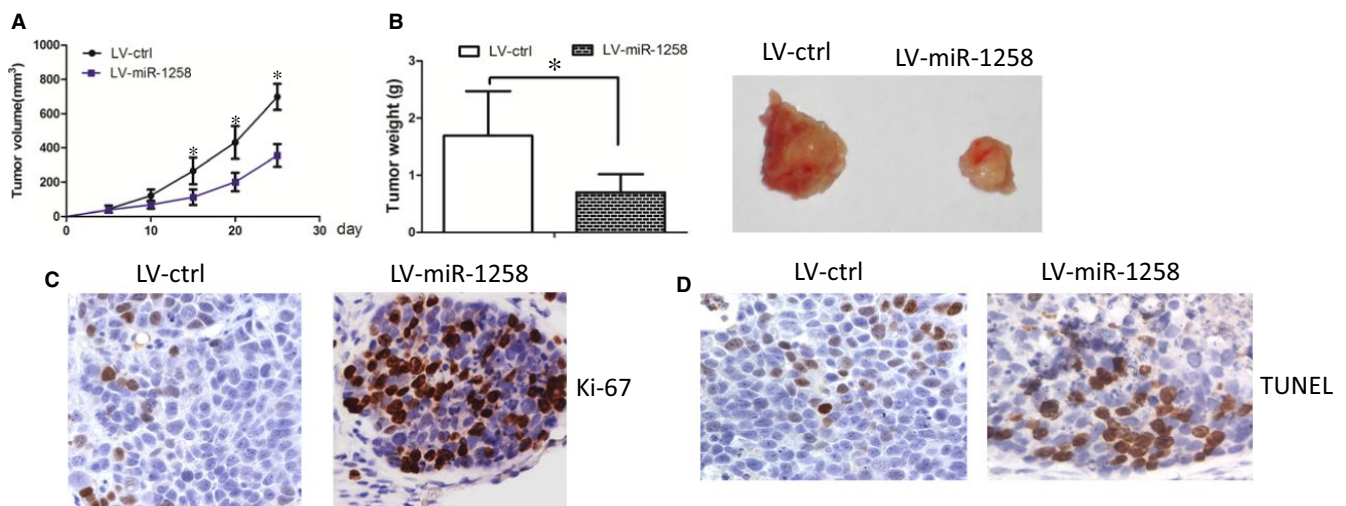 A
Tumor volume(mm³)
1000
800
600
400
200
0
LV-ctrl
LV-miR-1258
*
*
*
0
10
20
30
day
B
LV-ctrl
LV-miR-1258
Tumor weight (g)
3
2
1
0
*
LV-ctrl
LV-miR-1258
C
LV-ctrl
LV-miR-1258
Ki-67
D
LV-ctrl
LV-miR-1258
TUNEL